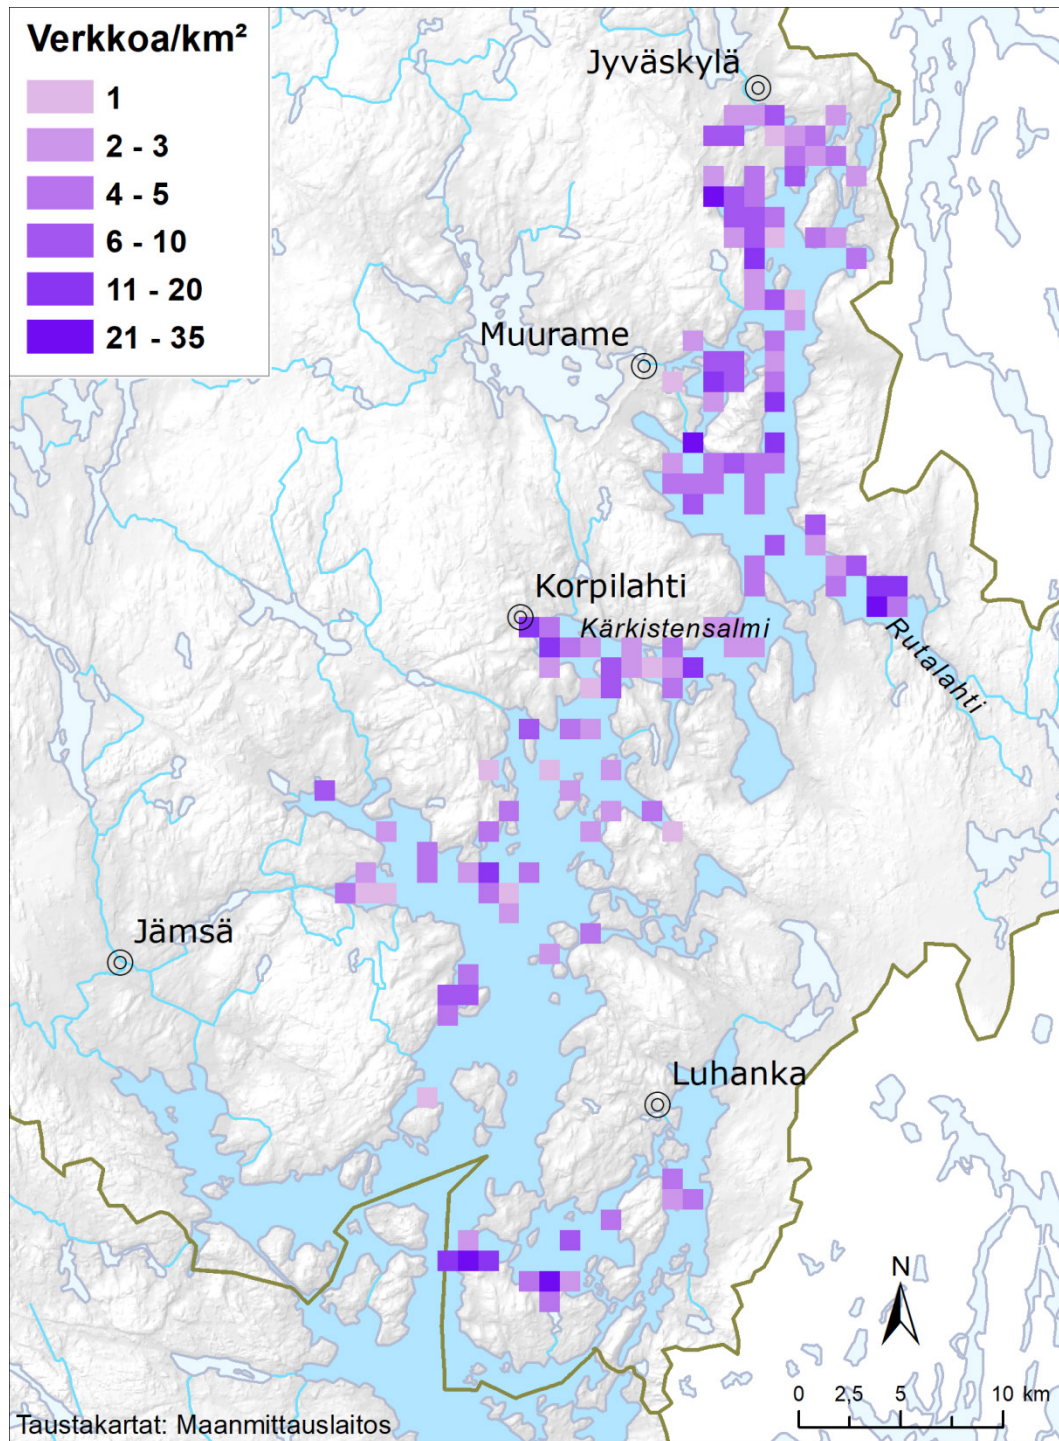 Verkkoa/km²
1
2 - 3
4 - 5
6 - 10
11 - 20
21 - 35
Jyväskylä
Muurame
Korpilahti
Kärkistensalmi
Rutalahti
Jämsä
Luhanka
N
0 2,5 5 10 km
Taustakartat: Maanmittauslaitos